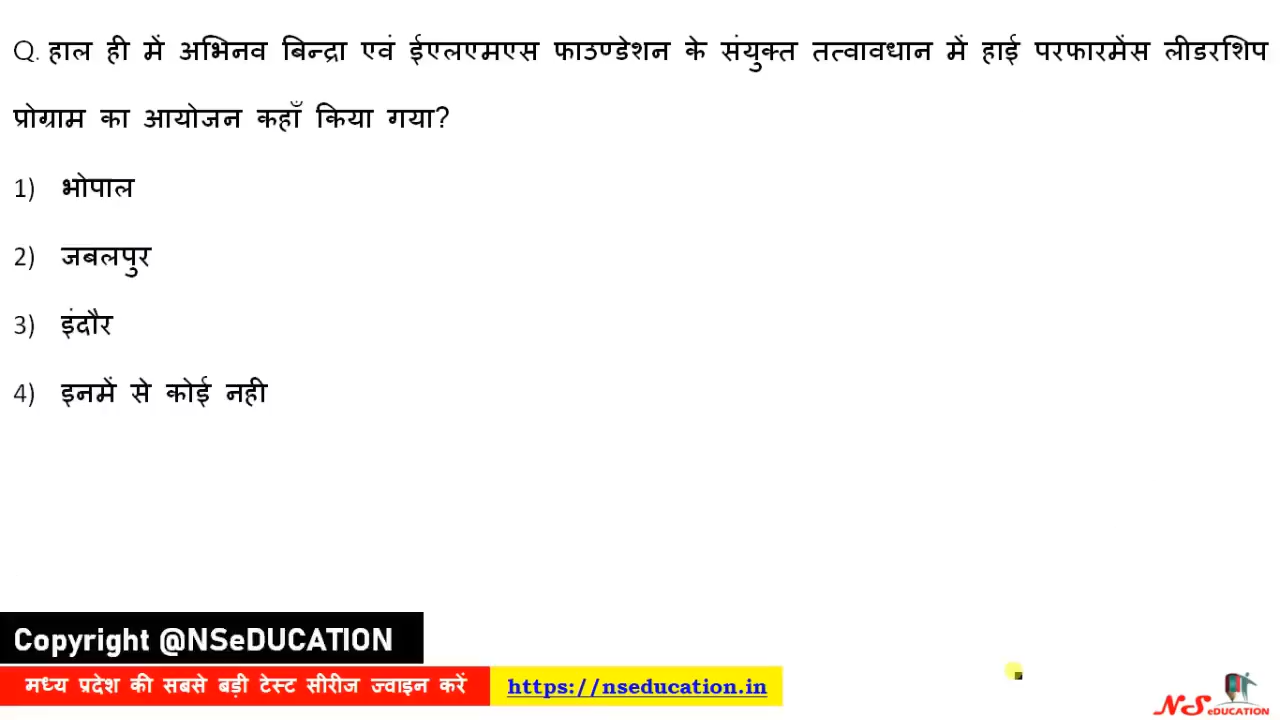 Q. हाल ही में अभिनव बिन्द्रा एवं ईएलएमएस फाउण्डेशन के संयुक्त तत्वावधान में हाई परफारमेंस लीडरशिप
प्रोग्राम का आयोजन कहाँ किया गया?
1) भोपाल
2) जबलपुर
3) इंदौर
4) इनमें से कोई नही
Copyright @NSeDUCATION
मध्य प्रदेश की सबसे बड़ी टेस्ट सीरीज ज्वाइन करें https://nseducation.in
NS eDUCATION